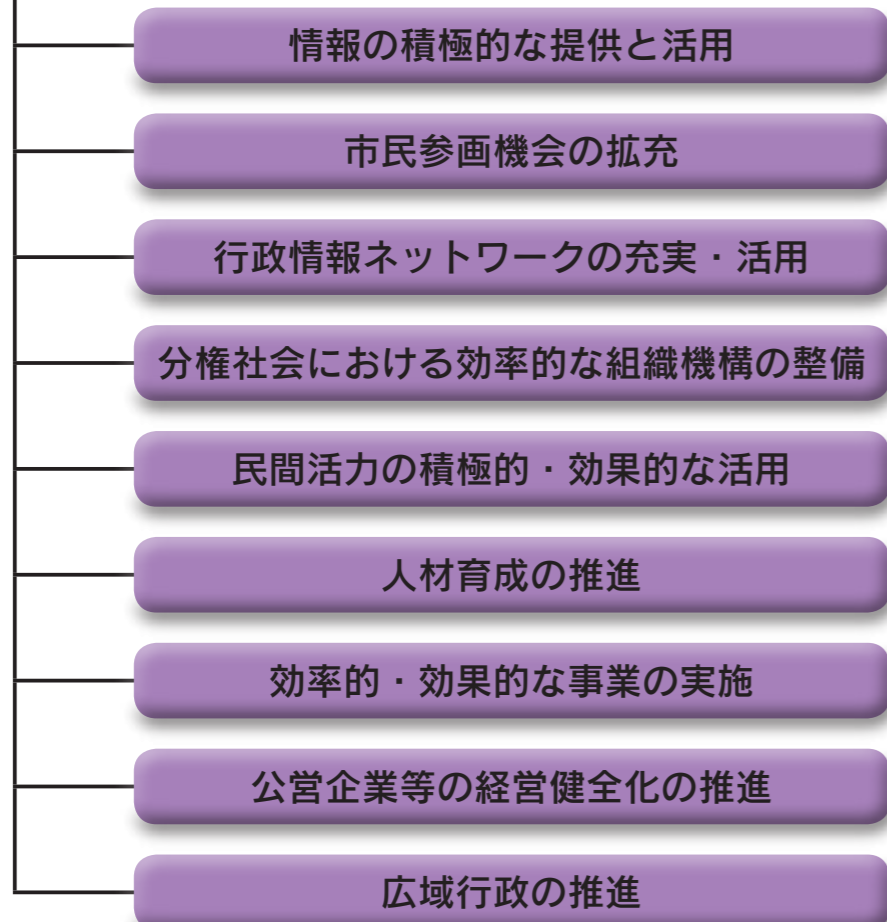 情報の積極的な提供と活用
市民参画機会の拡充
行政情報ネットワークの充実・活用
分権社会における効率的な組織機構の整備
民間活力の積極的・効果的な活用
人材育成の推進
効率的・効果的な事業の実施
公営企業等の経営健全化の推進
広域行政の推進